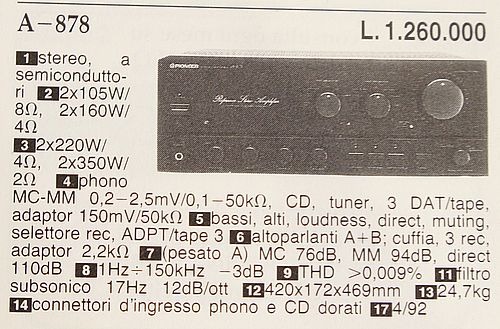 A-878
L. 1.260.000
1 stereo, a
semicondutto-
ri 2 2x105W/
8Ω, 2x160W/
4Ω
3 2x220W/
4Ω, 2x350W/
2Ω 4 phono
PIONEER
Reference Stereo Amplifier
MC-MM 0,2-2,5mV/0,1-50kΩ, CD, tuner, 3 DAT/tape,
adaptor 150mV/50kΩ 5 bassi, alti, loudness, direct, muting,
selettore rec, ADPT/tape 3 6 altoparlanti A+B; cuffia, 3 rec,
adaptor 2,2kΩ 7 (pesato A) MC 76dB, MM 94dB, direct
110dB 8 1Hz÷150kHz -3dB 9 THD >0,009% 11 filtro
subsonico 17Hz 12dB/ott 12 420x172x469mm 13 24,7kg
14 connettori d'ingresso phono e CD dorati 17 4/92